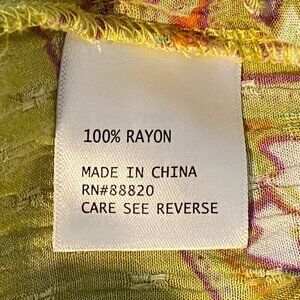 100% RAYON
MADE IN CHINA
RN#88820
CARE SEE REVERSE